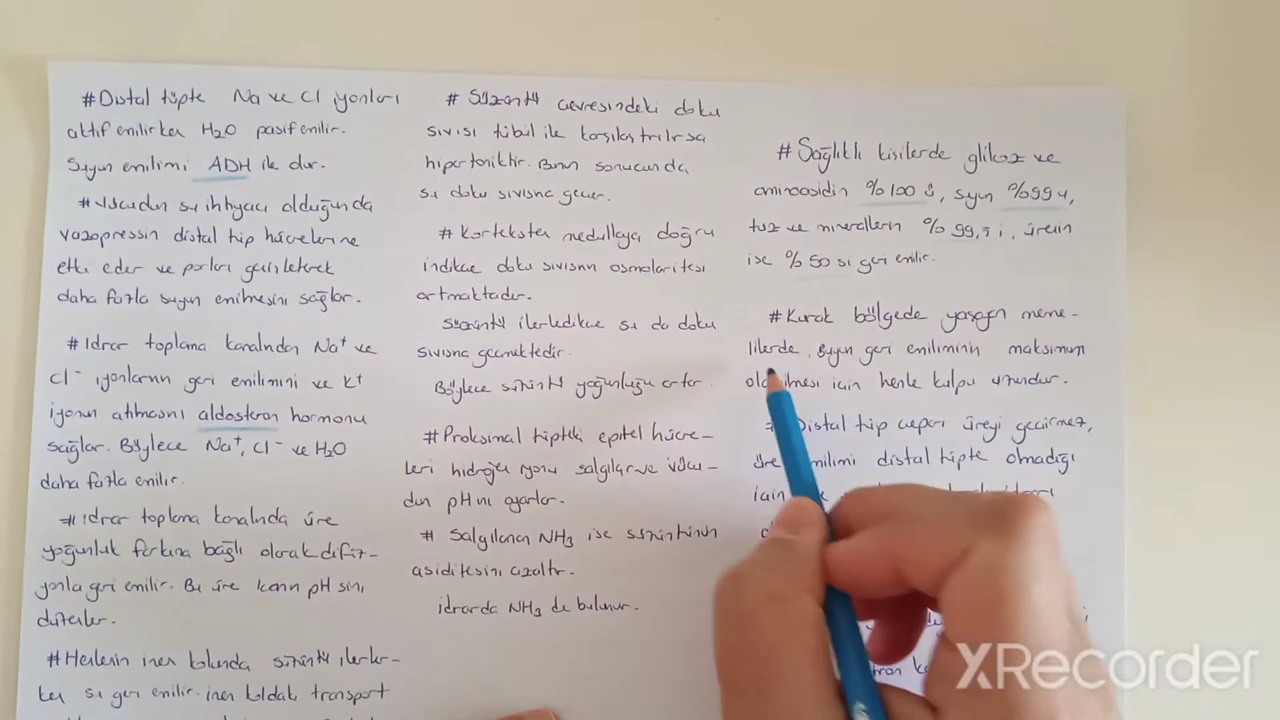 #Distal tüpte Na ve Cl iyonları
aktif emilirken H2O pasif emilir.
Suyun emilimi ADH ile dur.
#Vücudun su ihtiyacı olduğunda
vazopressin distal tüp hücrelerine
etki eder ve porları genişleterek
daha fazla suyun emilmesini sağlar.
#İdrar toplama kanalından Na+ ve
Cl- iyonlarının geri emilimini ve K+
iyonun atılmasını aldosteron hormonu
sağlar. Böylece Na+, Cl- ve H2O
daha fazla emilir.
#İdrar toplama kanalında üre
yoğunluk farkına bağlı olarak difüz-
yonla geri emilir. Bu üre kanın pH sını
düzenler.
#Henlenin inen kolunda süzüntü ilerler-
ken su geri emilir. inen koldaki transport
# Süzüntü çevresindeki doku
sıvısı tübül ile karşılaştırılırsa
hipertoniktir. Bunun sonucunda
su doku sıvısına geçer.
#Korteksten medullaya doğru
inildikçe doku sıvısının osmolaritesi
artmaktadır.
Süzüntü ilerledikçe su da doku
sıvısına geçmektedir.
Böylece süzüntü yoğunluğu artar.
#Proksimal tüpteki epitel hücre-
leri hidrojen iyonu salgılar ve vücu-
dun pH nı ayarlar.
# Salgılanan NH3 ise süzüntünün
asiditesini azaltır.
idrarda NH3 de bulunur.
#Sağlıklı kişilerde glikoz ve
aminoasidin %100 ü, suyun %99 u,
tuz ve minerallerin %99,5 i, ürenin
ise %50 si geri emilir.
#Kurak bölgede yaşayan meme-
lilerde, suyun geri emiliminin maksimum
için henle kulpu uzundur.
Distal tüp çeperi üreyi geçirmez,
emilimi distal tüpte olmadığı
için
XRecorder